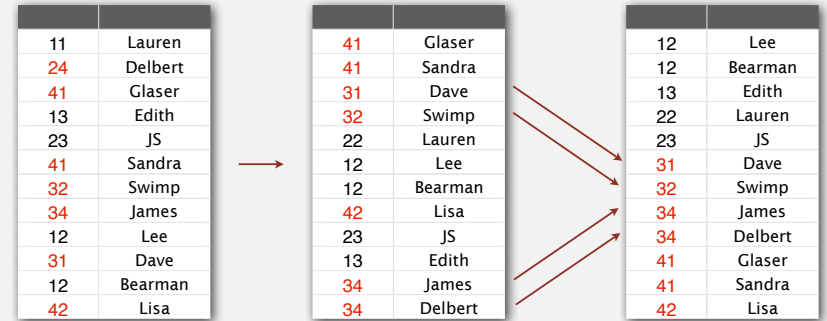 11 Lauren
24 Delbert
41 Glaser
13 Edith
23 JS
41 Sandra
32 Swimp
34 James
12 Lee
31 Dave
12 Bearman
42 Lisa
41 Glaser
41 Sandra
31 Dave
32 Swimp
22 Lauren
12 Lee
12 Bearman
42 Lisa
23 JS
13 Edith
34 James
34 Delbert
12 Lee
12 Bearman
13 Edith
22 Lauren
23 JS
31 Dave
32 Swimp
34 James
34 Delbert
41 Glaser
41 Sandra
42 Lisa